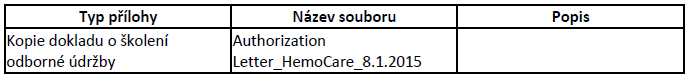 Typ přílohy Název souboru Popis
Kopie dokladu o školení Authorization
odborné údržby Letter_HemoCare_8.1.2015